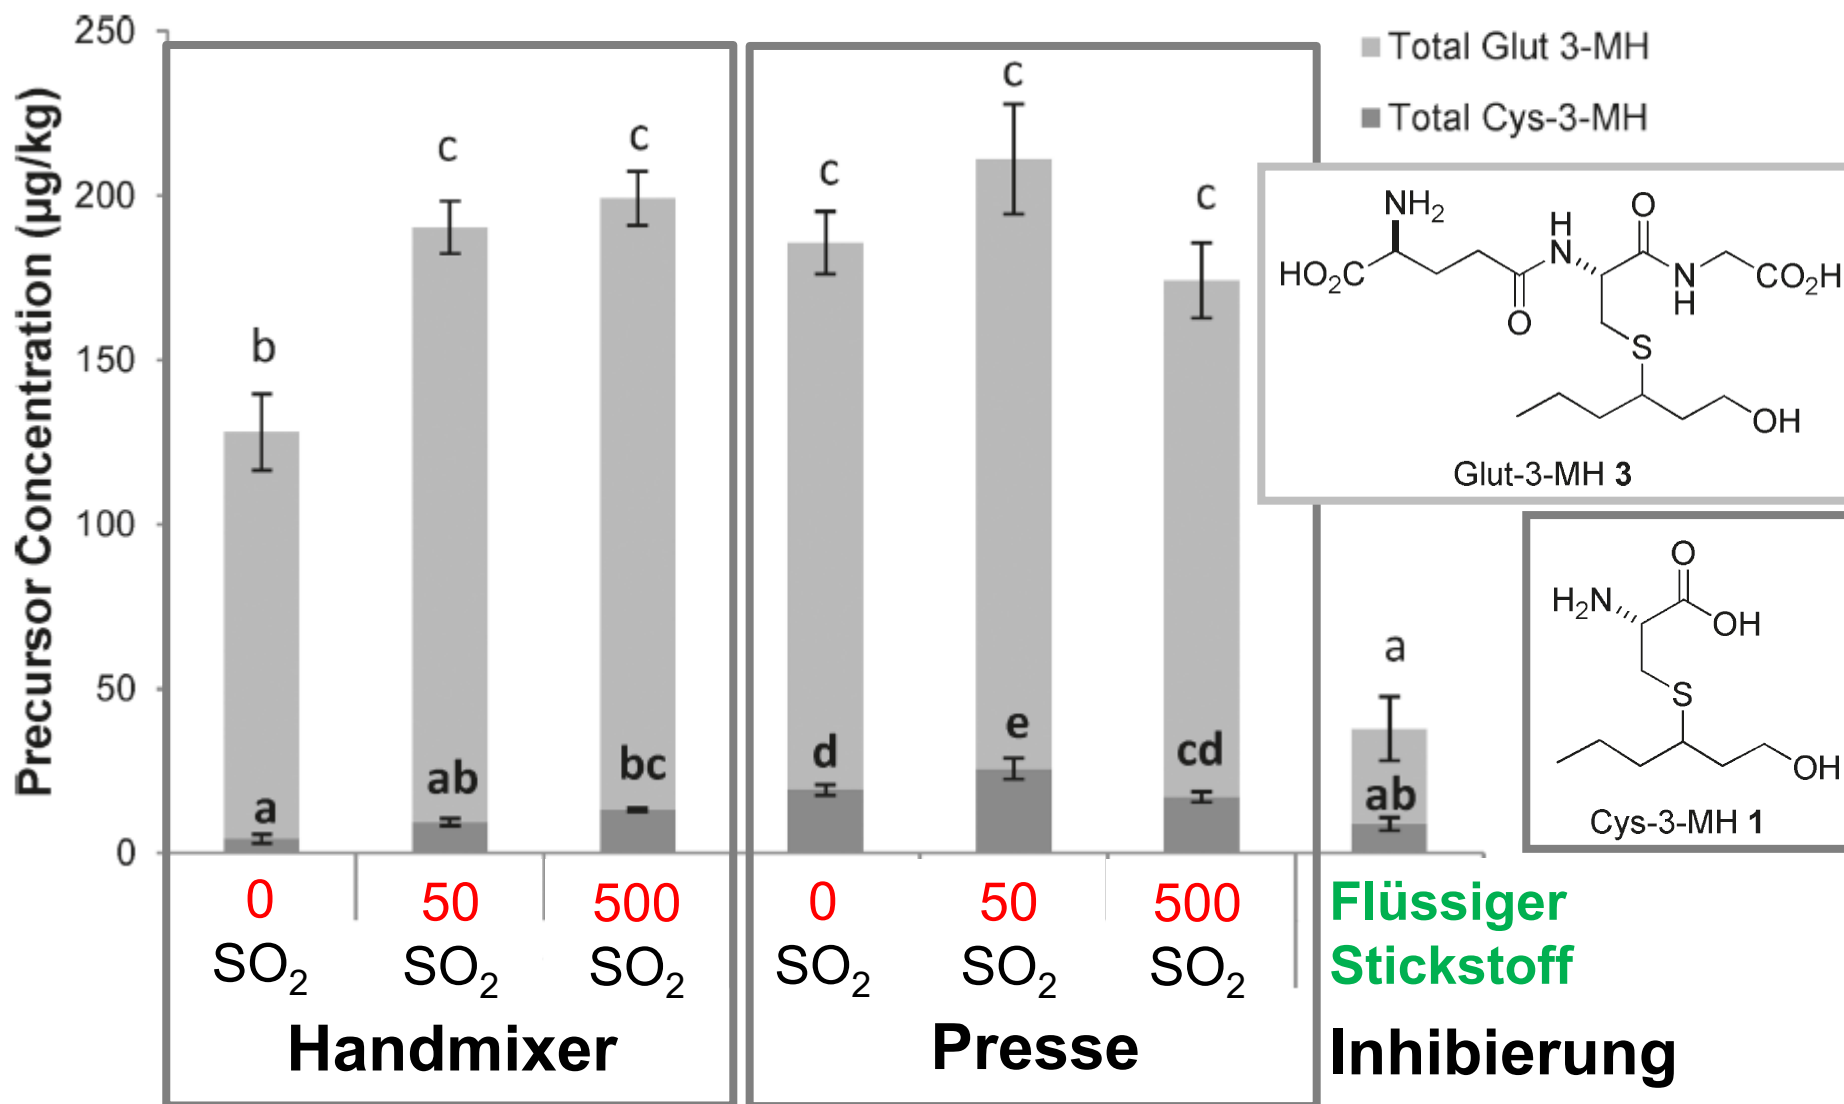 Precursor Concentration (µg/kg)
250
200
150
100
50
0
b
c
c
c
c
c
a
a
ab
bc
d
e
cd
ab
0
50
500
0
50
500
SO2
SO2
SO2
SO2
SO2
SO2
Handmixer
Presse
Flüssiger
Stickstoff
Inhibierung
Total Glut 3-MH
Total Cys-3-MH
NH2
HO2C
O
H
N
O
N
H
CO2H
S
OH
Glut-3-MH 3
O
H2N
OH
S
OH
Cys-3-MH 1